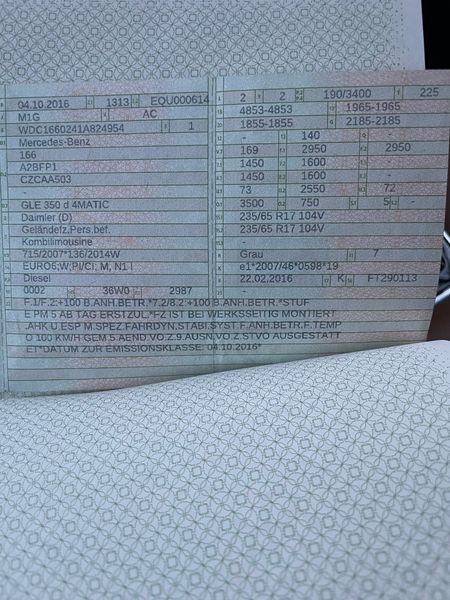 04.10.2016 1313 EQU000614
M1G AC
WDC1660241A824954 1
Mercedes-Benz
166
A2BFP1
CZCAA503
-
GLE 350 d 4MATIC
Daimler (D)
Geländefz.Pers.bef.
Kombilimousine
715/2007*136/2014W
EURO6;W;PI/CI; M, N1 I
Diesel
0002 36W0 2987
2 2 190/3400 225
4853-4853 1965-1965
1855-1855 2185-2185
- 140 -
169 2950 2950
1450 1600 -
1450 1600 -
73 2550 72
3500 750 5 -
235/65 R17 104V
235/65 R17 104V
-
Grau 7
e1*2007/46*0598*19
22.02.2016 K FT290113
-
F.1/F.2:+100 B.ANH.BETR.*7.2/8.2:+100 B.ANH.BETR.*STUF
E PM 5 AB TAG ERSTZUL.*FZ IST BEI WERKSSEITIG MONTIERT
.AHK U.ESP M.SPEZ.FAHRDYN.STABI.SYST.F.ANH.BETR.F.TEMP
O 100 KM/H GEM.5.AEND.VO.Z.9.AUSN.VO.Z.STVO AUSGESTATT
ET*DATUM ZUR EMISSIONSKLASSE: 04.10.2016*